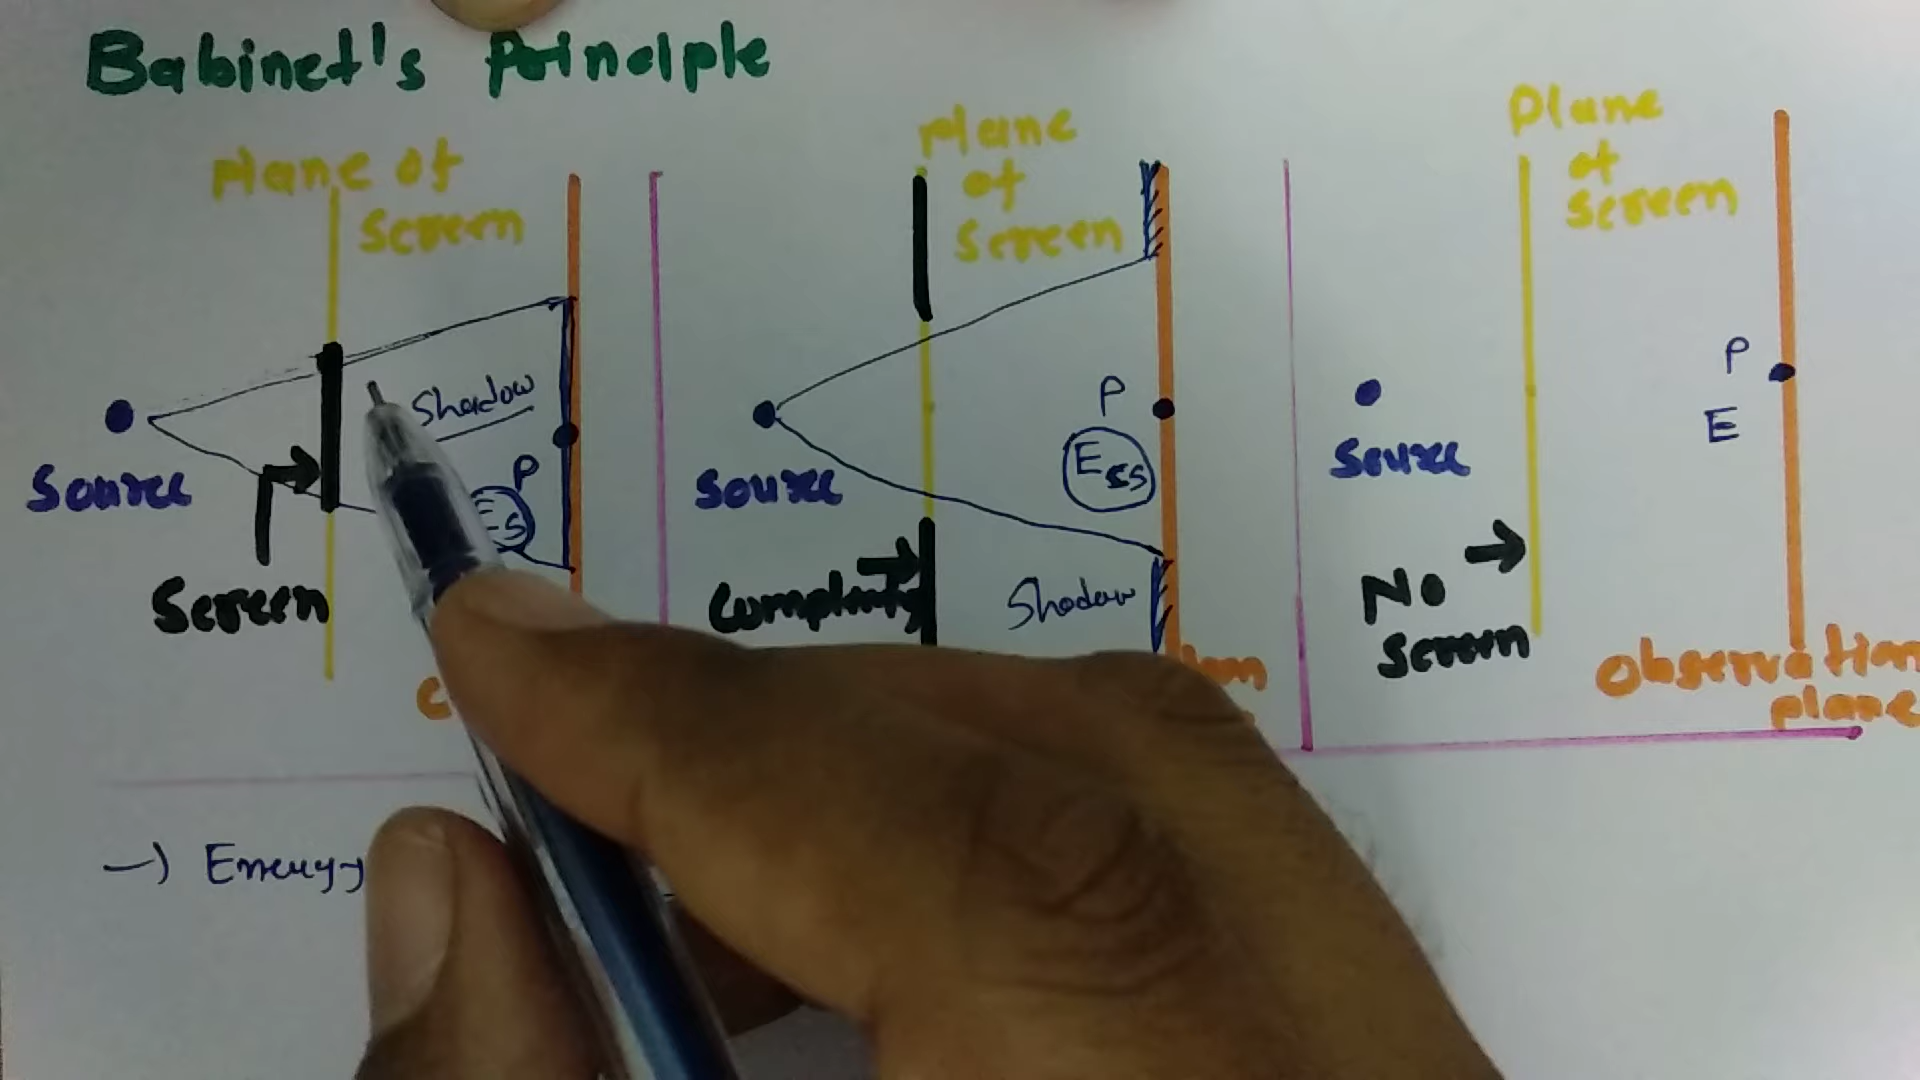 Babinet's Principle
Plane of
Screen
Shadow
P
Es
Source
Screen
Plane
of
Screen
P
Ess
Source
Shadow
Plane
of
Screen
P
E
Source
No
Screen
Observation
plane
→ Energy